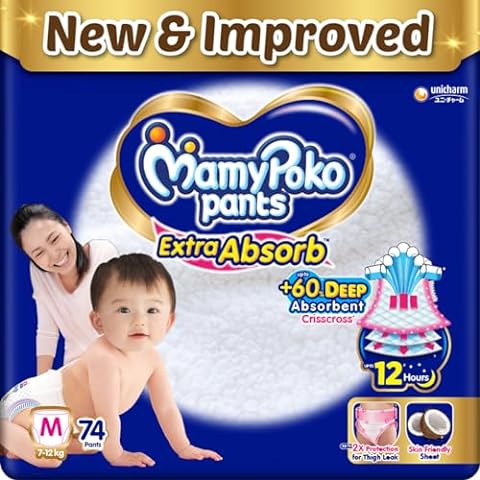 New & Improved
unicharm
ユニ・チャーム
MamyPoko®
pants
Extra Absorb™
upto
+60 DEEP
Absorbent
Crisscross*
upto
12 Hours
M
7-12 kg
74
Pants
2X Protection
for Thigh Leak
Skin Friendly
Sheet